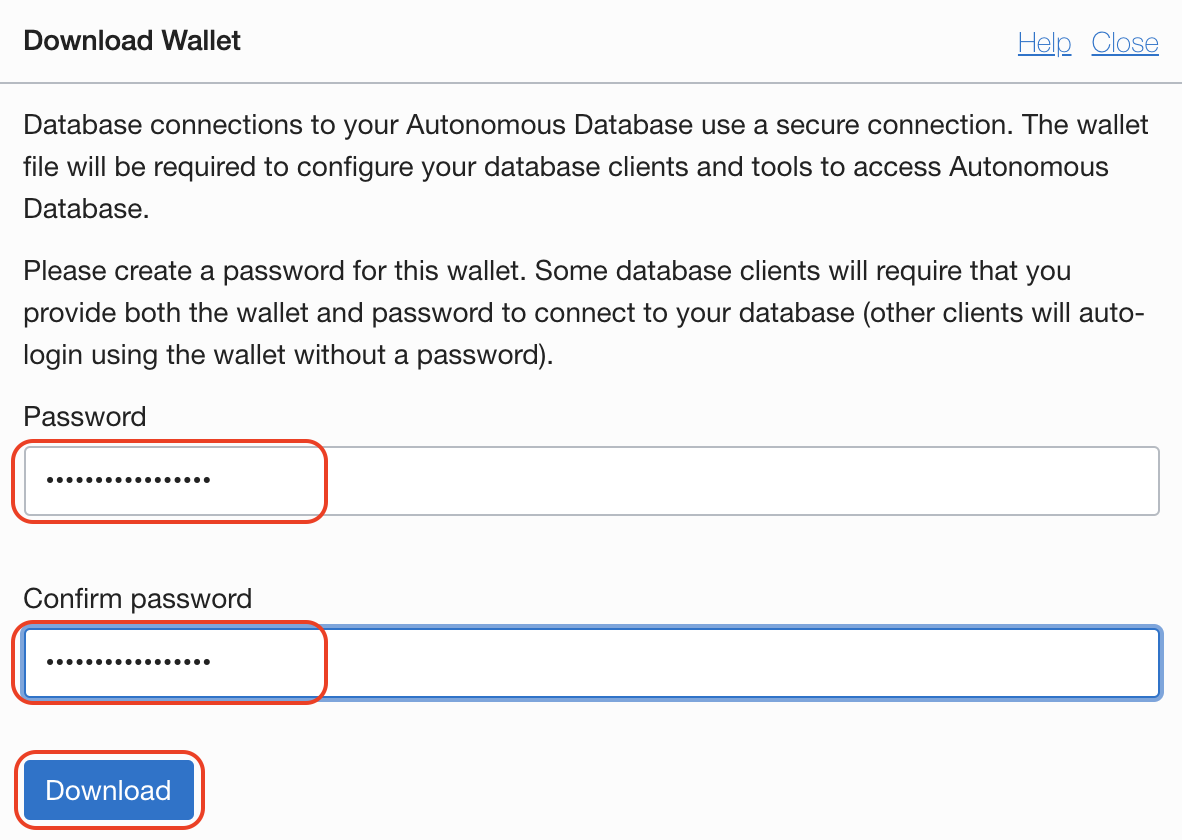 Download Wallet
Help Close
Database connections to your Autonomous Database use a secure connection. The wallet
file will be required to configure your database clients and tools to access Autonomous
Database.
Please create a password for this wallet. Some database clients will require that you
provide both the wallet and password to connect to your database (other clients will auto-
login using the wallet without a password).
Password
•••••••••••••••••
Confirm password
•••••••••••••••••
Download